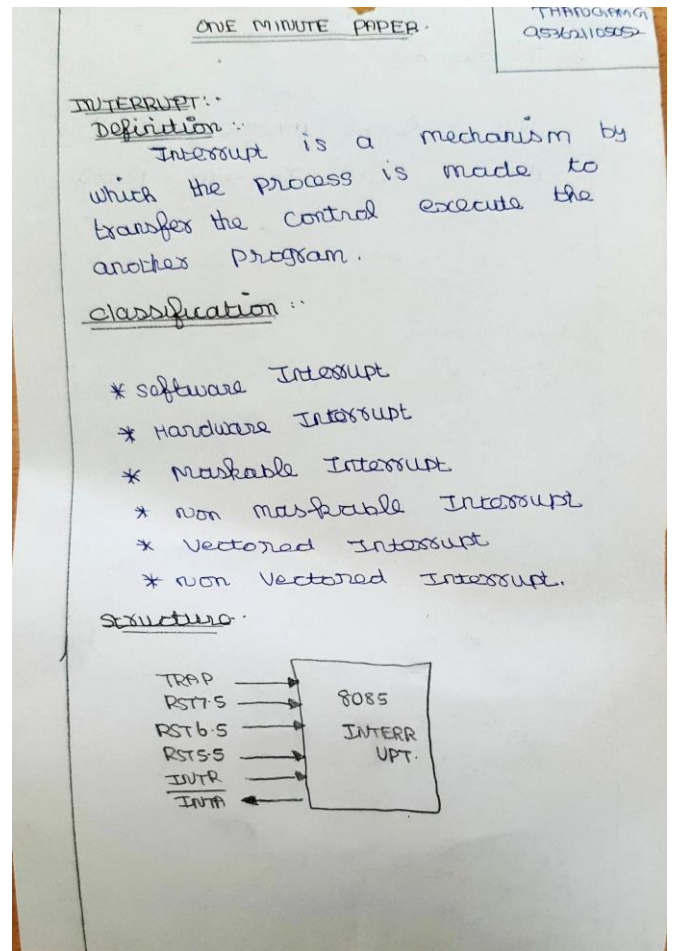 ONE MINUTE PAPER.
953621105052
INTERRUPT:
Definition:
Interrupt is a mechanism by
which the process is made to
transfer the control execute the
another program.
classification:
* software Interrupt
* Hardware Interrupt
* Maskable Interrupt
* non maskable Interrupt
* Vectored Interrupt
* non Vectored Interrupt.
structure.
TRAP
RST7.5
RST6.5
RST5.5
INTR
INTA
8085
INTERR
UPT.